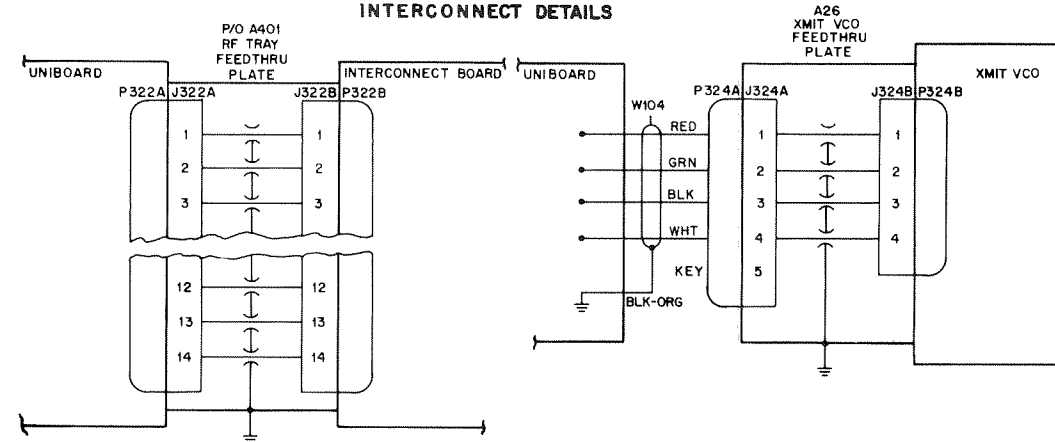 INTERCONNECT DETAILS
P/O A401
RF TRAY
FEEDTHRU
PLATE
UNIBOARD
INTERCONNECT BOARD
P322A J322A
J322B P322B
1 1
2 2
3 3
12 12
13 13
14 14
A26
XMIT VCO
FEEDTHRU
PLATE
UNIBOARD
XMIT VCO
P324A J324A
J324B P324B
W104
RED 1 1
GRN 2 2
BLK 3 3
WHT 4 4
KEY 5
BLK-ORG